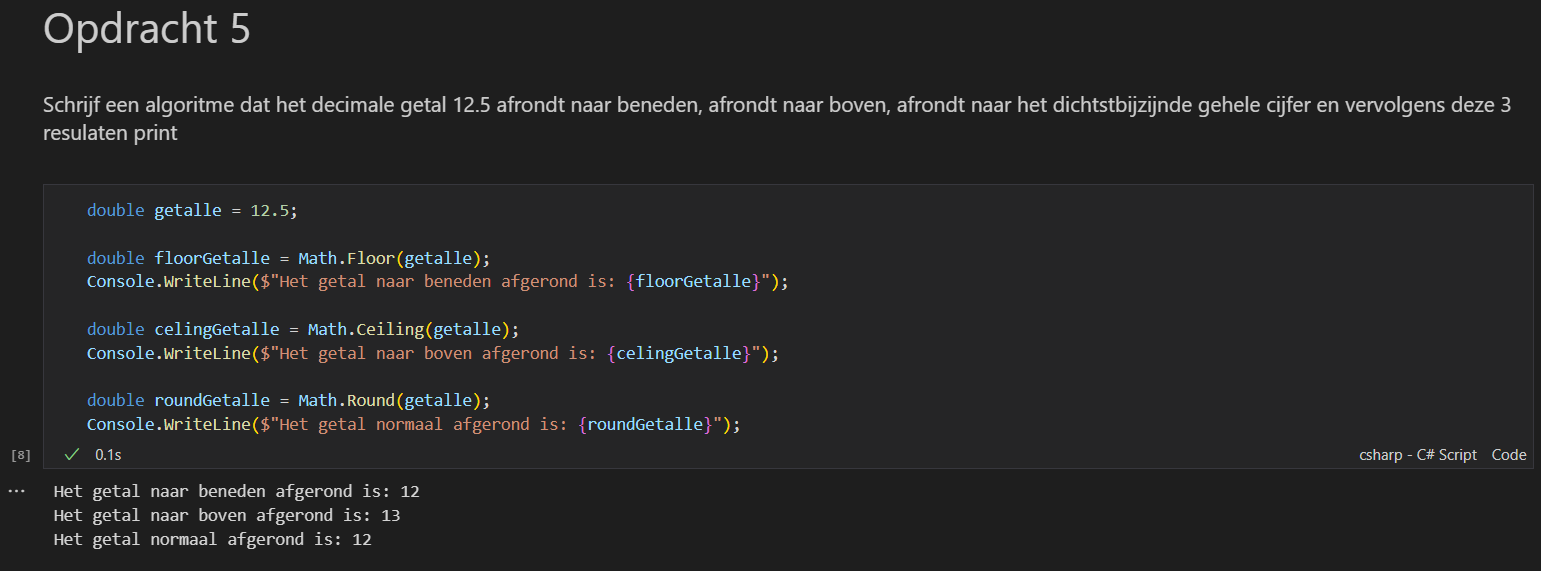 Opdracht 5
Schrijf een algoritme dat het decimale getal 12.5 afrondt naar beneden, afrondt naar boven, afrondt naar het dichtstbijzijnde gehele cijfer en vervolgens deze 3
resulaten print
double getalle = 12.5;
double floorGetalle = Math.Floor(getalle);
Console.WriteLine($"Het getal naar beneden afgerond is: {floorGetalle}");
double celingGetalle = Math.Ceiling(getalle);
Console.WriteLine($"Het getal naar boven afgerond is: {celingGetalle}");
double roundGetalle = Math.Round(getalle);
Console.WriteLine($"Het getal normaal afgerond is: {roundGetalle}");
[8] 0.1s csharp - C# Script Code
... Het getal naar beneden afgerond is: 12
Het getal naar boven afgerond is: 13
Het getal normaal afgerond is: 12